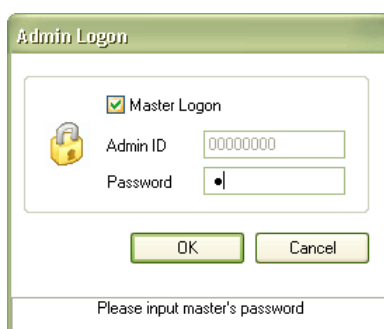 Admin Logon
Master Logon
Admin ID 00000000
Password ●
OK Cancel
Please input master's password